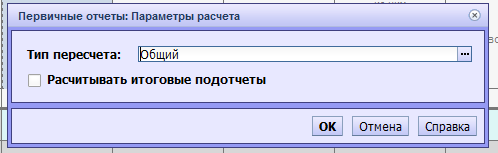 Первичные отчеты: Параметры расчета
Тип пересчета: Общий ...
Расчитывать итоговые подотчеты
OK Отмена Справка